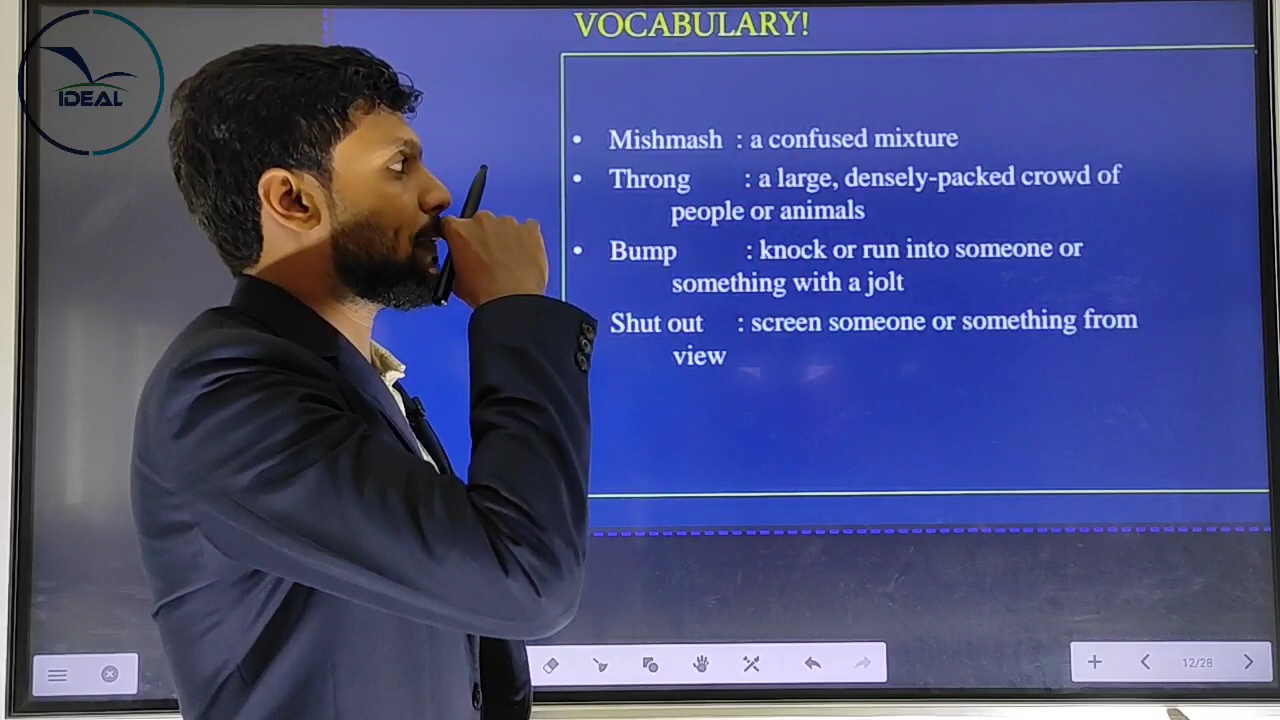 IDEAL
VOCABULARY!
• Mishmash : a confused mixture
• Throng : a large, densely-packed crowd of
people or animals
• Bump : knock or run into someone or
something with a jolt
Shut out : screen someone or something from
view
12/28